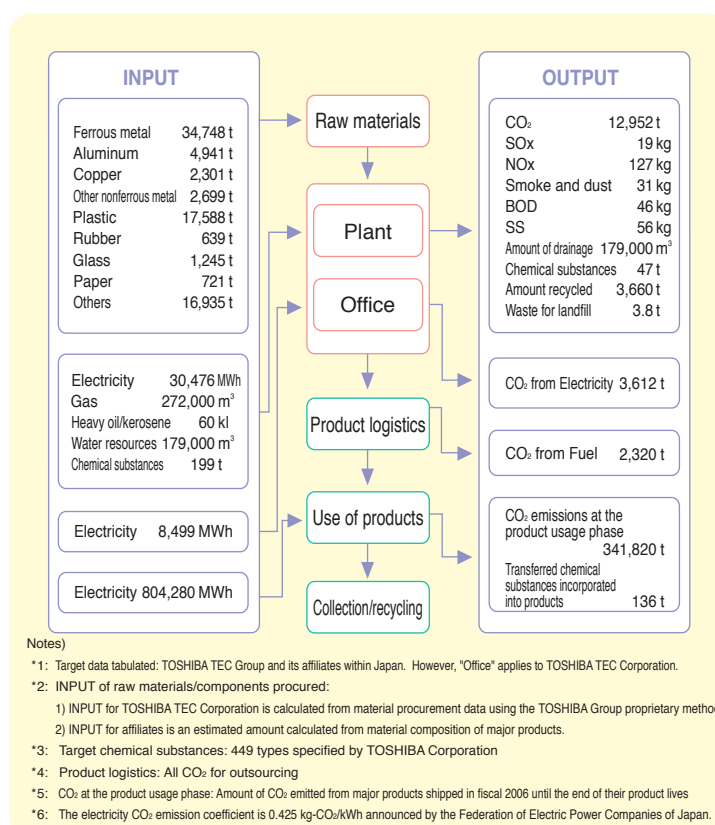 INPUT
Ferrous metal 34,748 t
Aluminum 4,941 t
Copper 2,301 t
Other nonferrous metal 2,699 t
Plastic 17,588 t
Rubber 639 t
Glass 1,245 t
Paper 721 t
Others 16,935 t
Electricity 30,476 MWh
Gas 272,000 m³
Heavy oil/kerosene 60 kl
Water resources 179,000 m³
Chemical substances 199 t
Electricity 8,499 MWh
Electricity 804,280 MWh
Raw materials
Plant
Office
Product logistics
Use of products
Collection/recycling
OUTPUT
CO₂ 12,952 t
SOx 19 kg
NOx 127 kg
Smoke and dust 31 kg
BOD 46 kg
SS 56 kg
Amount of drainage 179,000 m³
Chemical substances 47 t
Amount recycled 3,660 t
Waste for landfill 3.8 t
CO₂ from Electricity 3,612 t
CO₂ from Fuel 2,320 t
CO₂ emissions at the
product usage phase
341,820 t
Transferred chemical
substances incorporated
into products 136 t
Notes)
*1: Target data tabulated: TOSHIBA TEC Group and its affiliates within Japan. However, "Office" applies to TOSHIBA TEC Corporation.
*2: INPUT of raw materials/components procured:
1) INPUT for TOSHIBA TEC Corporation is calculated from material procurement data using the TOSHIBA Group proprietary metho
2) INPUT for affiliates is an estimated amount calculated from material composition of major products.
*3: Target chemical substances: 449 types specified by TOSHIBA Corporation
*4: Product logistics: All CO₂ for outsourcing
*5: CO₂ at the product usage phase: Amount of CO₂ emitted from major products shipped in fiscal 2006 until the end of their product lives
*6: The electricity CO₂ emission coefficient is 0.425 kg-CO₂/kWh announced by the Federation of Electric Power Companies of Japan.